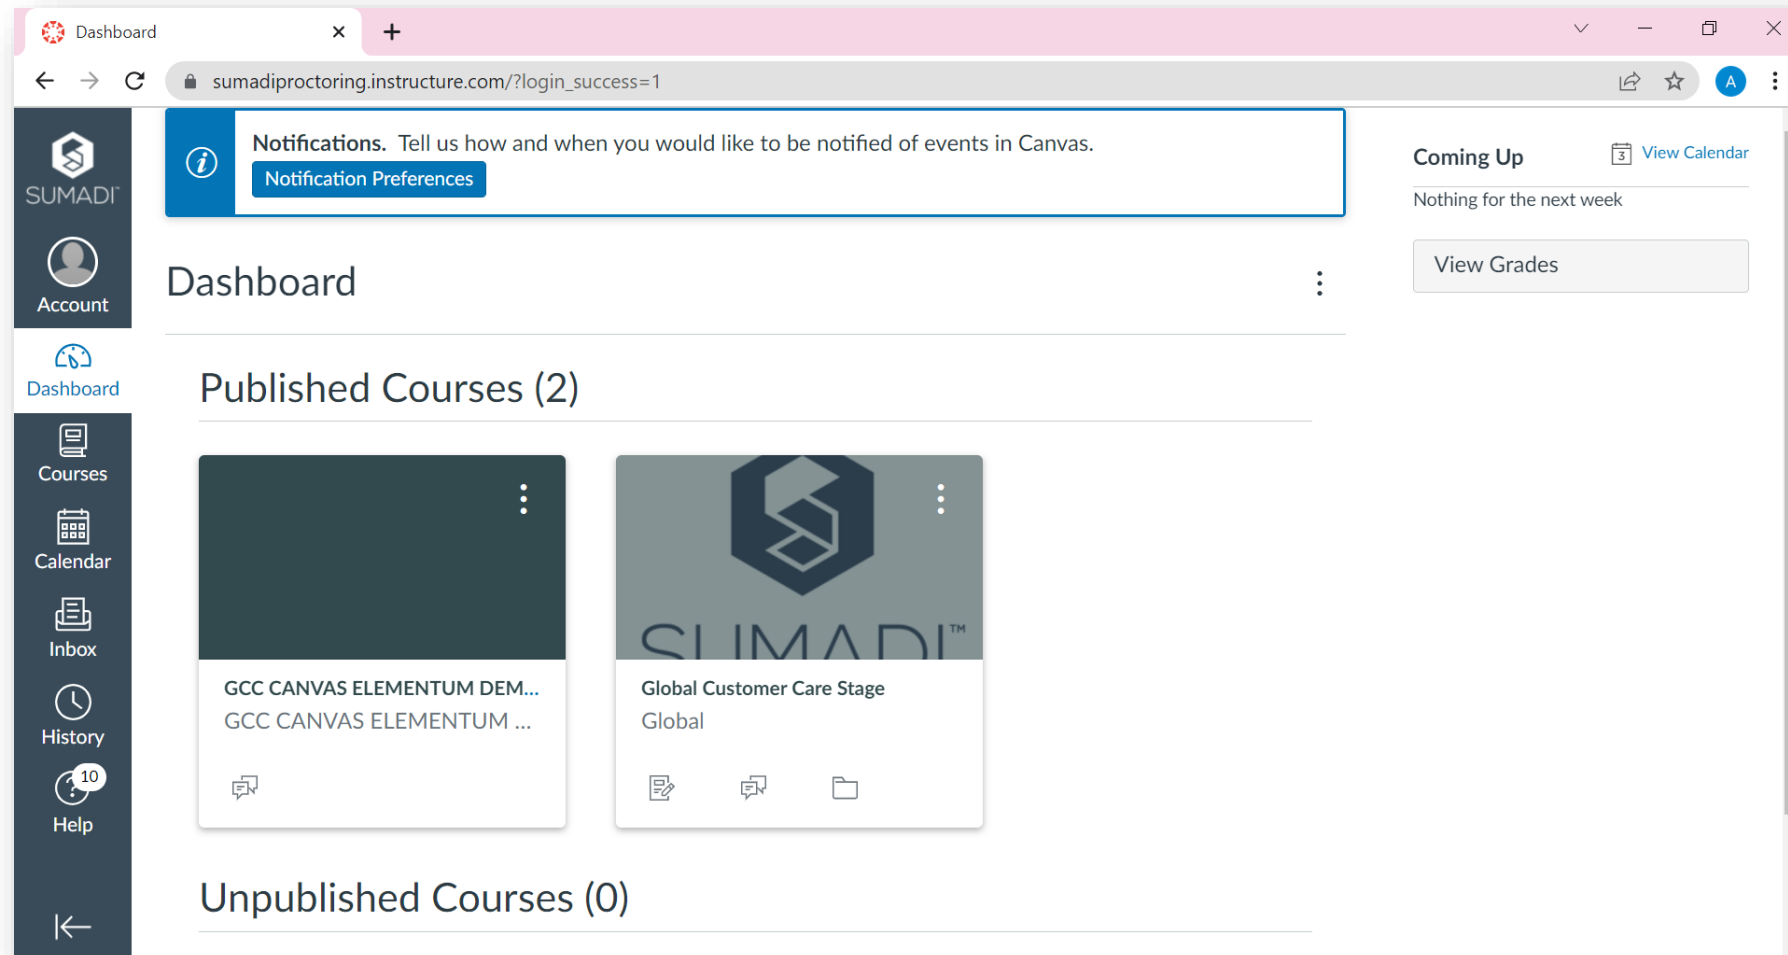 Dashboard
sumadiproctoring.instructure.com/?login_success=1
A
SUMADI™
Account
Dashboard
Courses
Calendar
Inbox
History
10
Help
Notifications. Tell us how and when you would like to be notified of events in Canvas.
Notification Preferences
Dashboard
Published Courses (2)
GCC CANVAS ELEMENTUM DEM...
GCC CANVAS ELEMENTUM ...
SUMADI™
Global Customer Care Stage
Global
Unpublished Courses (0)
Coming Up
3 View Calendar
Nothing for the next week
View Grades